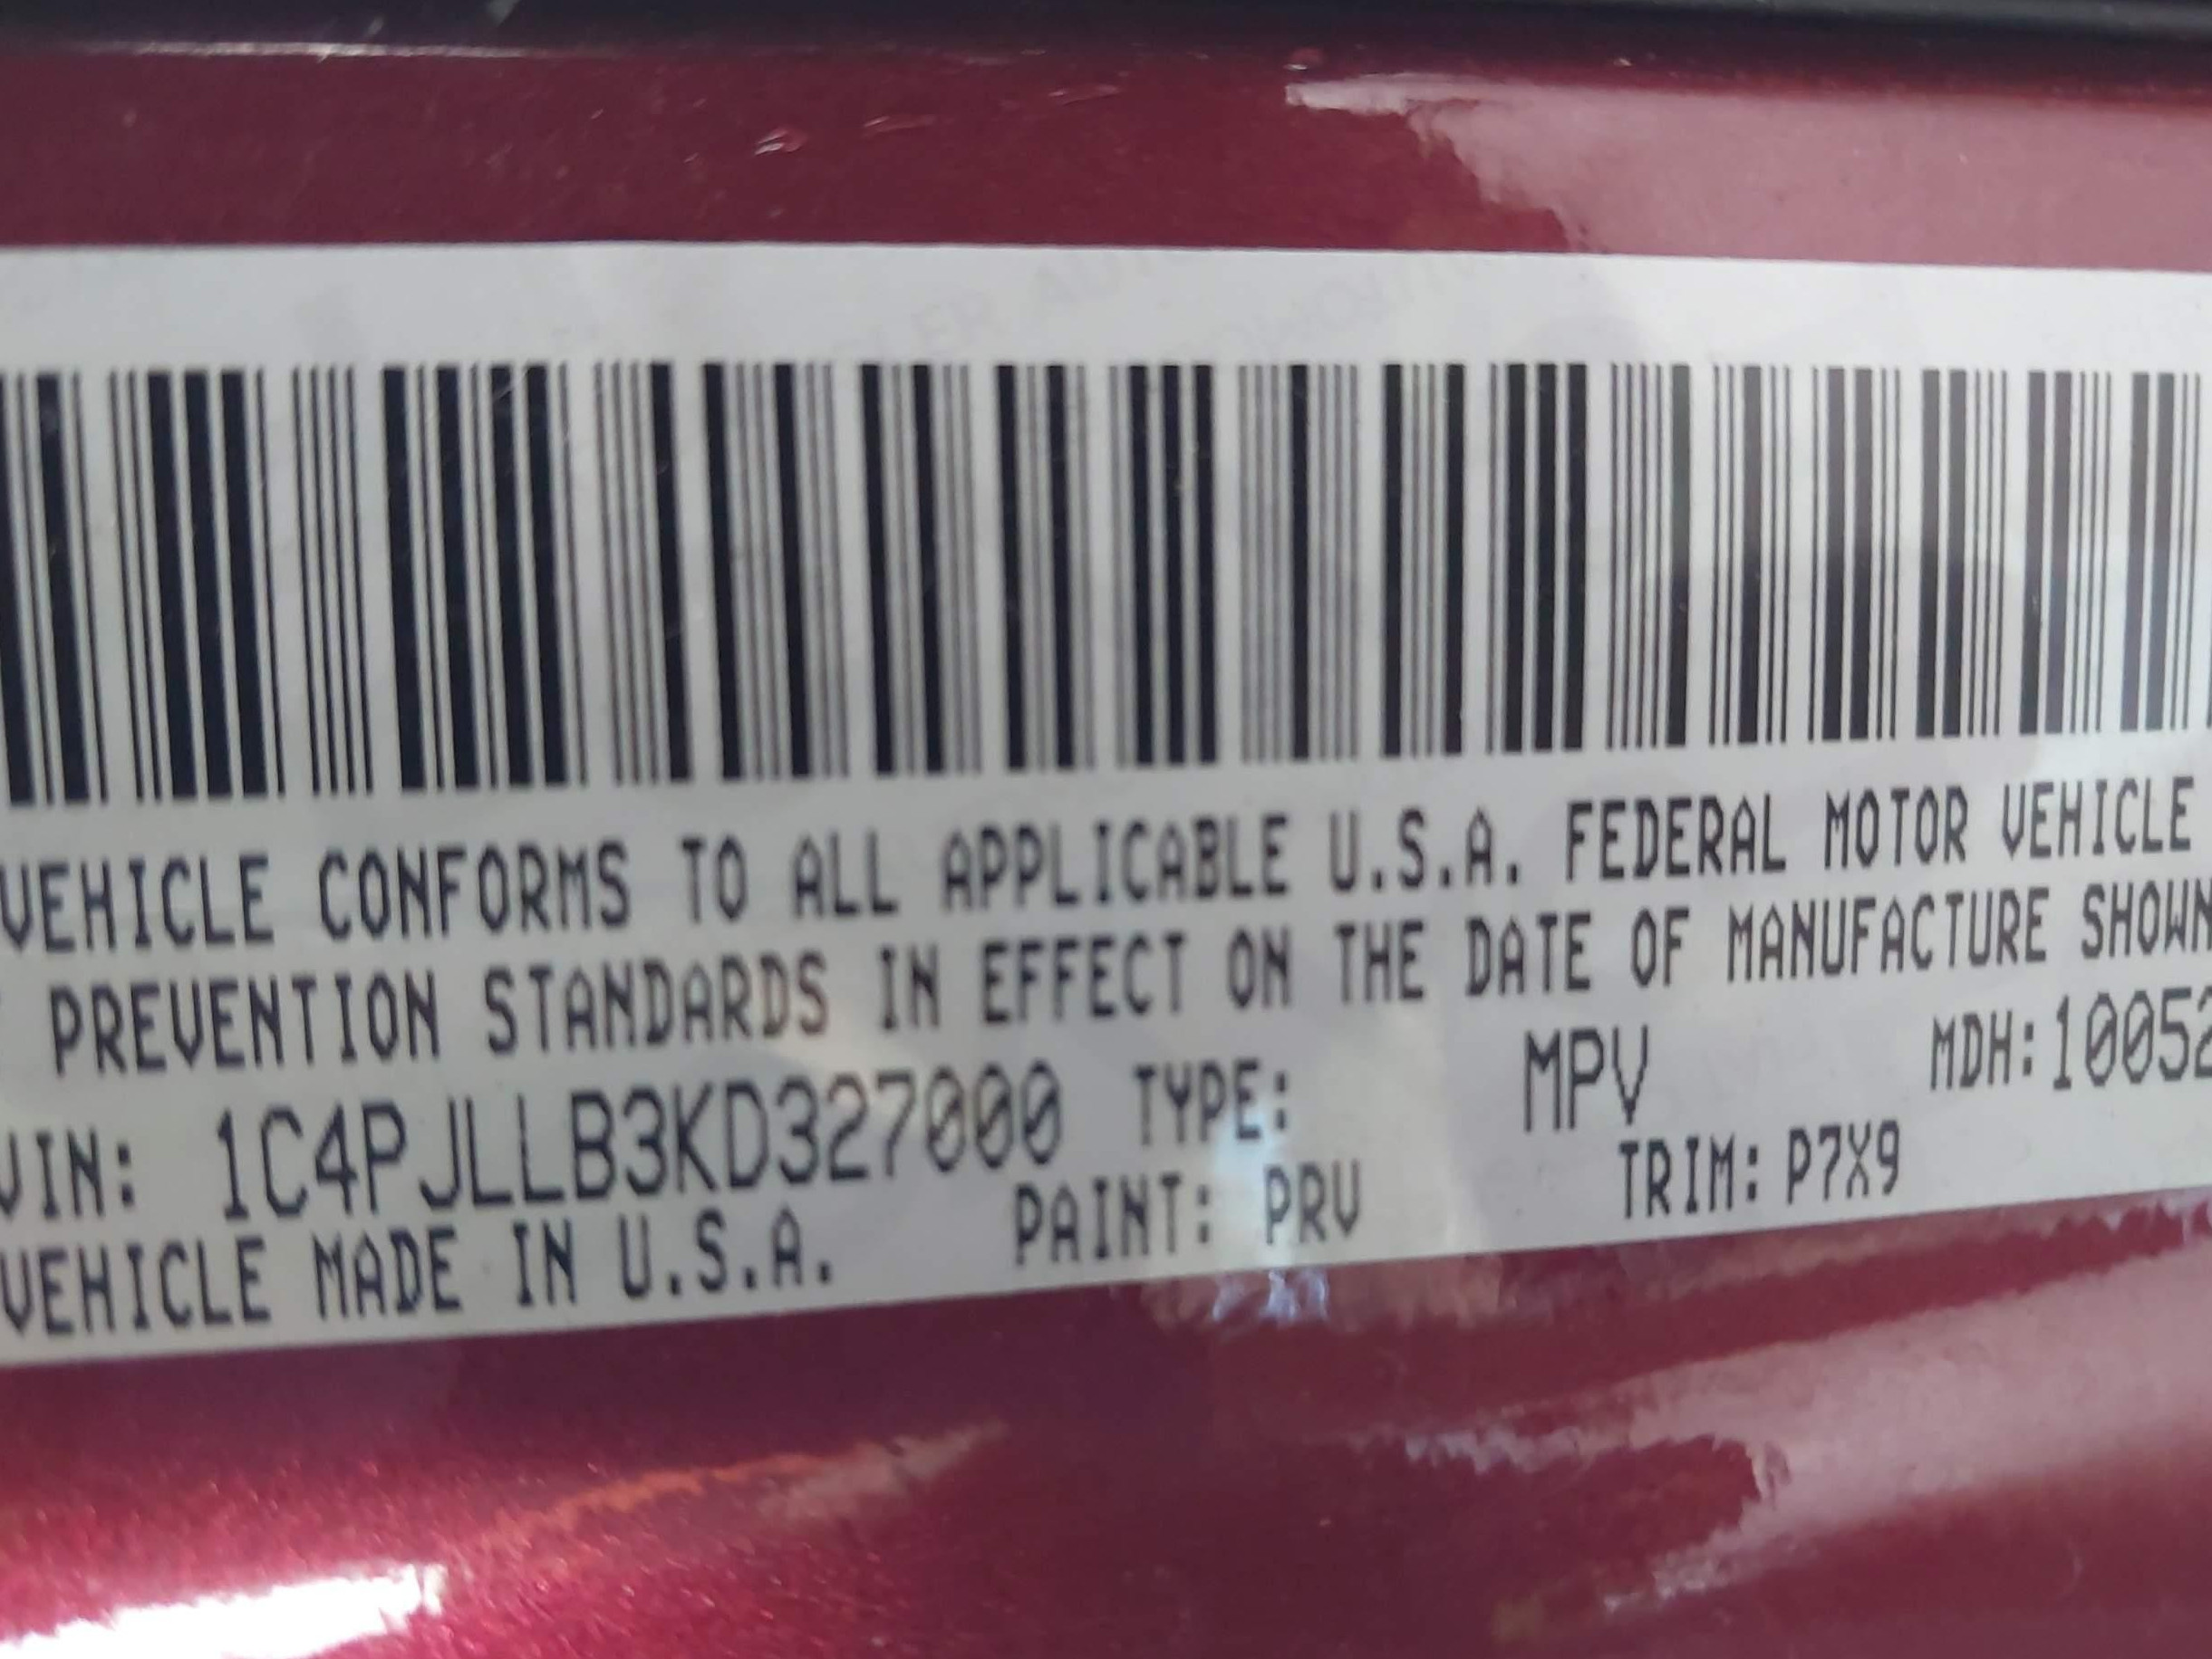 VEHICLE CONFORMS TO ALL APPLICABLE U.S.A. FEDERAL MOTOR VEHICLE
PREVENTION STANDARDS IN EFFECT ON THE DATE OF MANUFACTURE SHOWN
VIN: 1C4PJLLB3KD327000 TYPE: MPV MDH:10052
VEHICLE MADE IN U.S.A. PAINT: PRV TRIM: P7X9